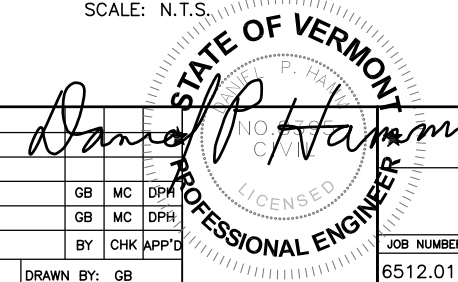 SCALE: N.T.S.
STATE OF VERMONT
DANIEL P. HAMM
CIVIL
LICENSED
PROFESSIONAL ENGINEER
Daniel P Hamm
GB MC DPH
GB MC DPH
BY CHK APP'D
JOB NUMBER
DRAWN BY: GB
6512.01